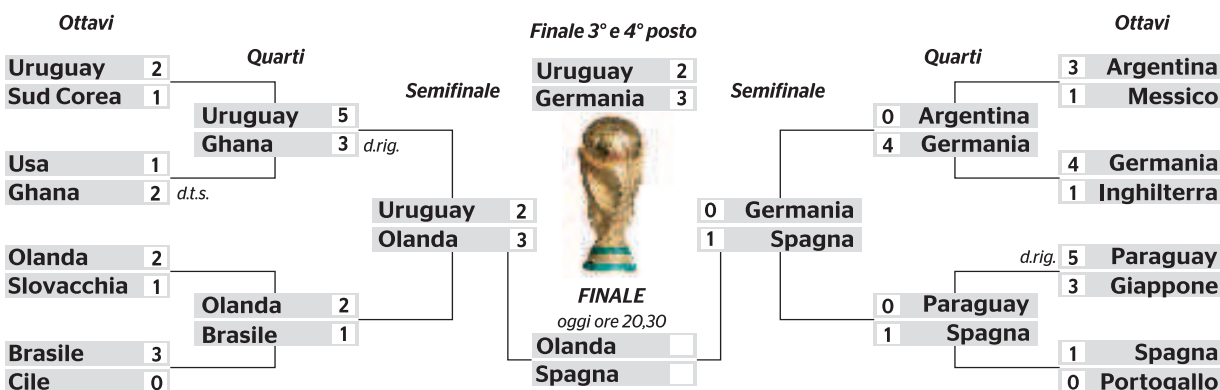 Ottavi
Uruguay 2
Sud Corea 1
Usa 1
Ghana 2 d.t.s.
Olanda 2
Slovacchia 1
Brasile 3
Cile 0
Quarti
Uruguay 5
Ghana 3 d.rig.
Olanda 2
Brasile 1
Semifinale
Uruguay 2
Olanda 3
Finale 3° e 4° posto
Uruguay 2
Germania 3
FINALE
oggi ore 20,30
Olanda
Spagna
Semifinale
0 Germania
1 Spagna
Quarti
0 Argentina
4 Germania
0 Paraguay
1 Spagna
Ottavi
3 Argentina
1 Messico
4 Germania
1 Inghilterra
d.rig. 5 Paraguay
3 Giappone
1 Spagna
0 Portogallo